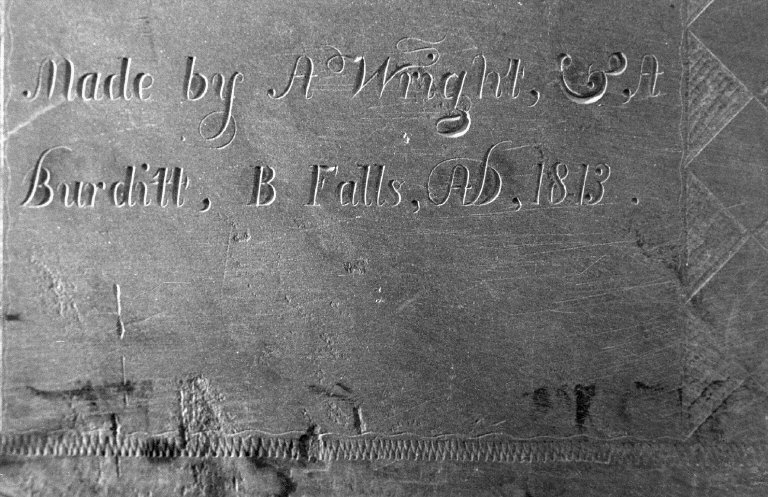 Made by A Wright, & A
Burditt, B Falls, AD, 1813.